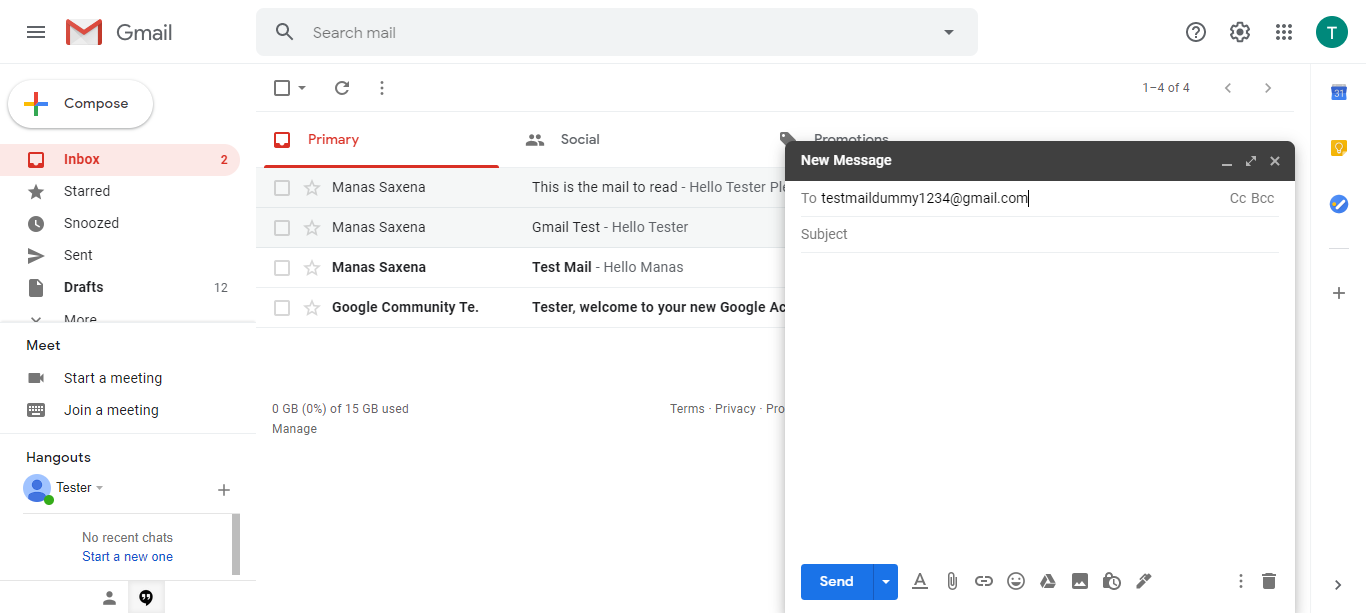 Gmail
Search mail
T
Compose
1–4 of 4
31
Primary
Social
Promotions
Inbox 2
Starred
Snoozed
Sent
Drafts 12
More
Manas Saxena This is the mail to read - Hello Tester Ple
Manas Saxena Gmail Test - Hello Tester
Manas Saxena Test Mail - Hello Manas
Google Community Te. Tester, welcome to your new Google Ac
0 GB (0%) of 15 GB used
Manage
Terms · Privacy · Pro
New Message
To testmaildummy1234@gmail.com Cc Bcc
Subject
Send
Meet
Start a meeting
Join a meeting
Hangouts
Tester
No recent chats
Start a new one